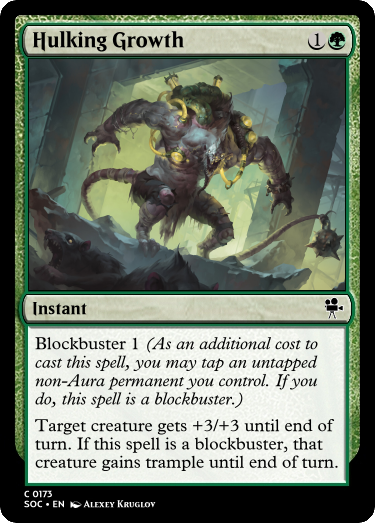 Hulking Growth 1
Instant
Blockbuster 1 (As an additional cost to
cast this spell, you may tap an untapped
non-Aura permanent you control. If you
do, this spell is a blockbuster.)
Target creature gets +3/+3 until end of
turn. If this spell is a blockbuster, that
creature gains trample until end of turn.
C 0173
SOC • EN Alexey Kruglov